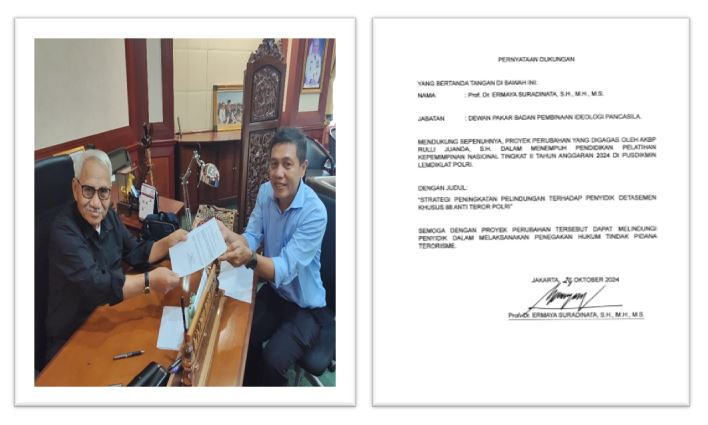 PERNYATAAN DUKUNGAN
YANG BERTANDA TANGAN DI BAWAH INI:
NAMA : Prof. Dr. ERMAYA SURADINATA, S.H., M.H., M.S.
JABATAN : DEWAN PAKAR BADAN PEMBINAAN IDEOLOGI PANCASILA.
MENDUKUNG SEPENUHNYA, PROYEK PERUBAHAN YANG DIGAGAS OLEH AKBP
RULLI JUANDA, S.H. DALAM MENEMPUH PENDIDIKAN PELATIHAN
KEPEMIMPINAN NASIONAL TINGKAT II TAHUN ANGGARAN 2024 DI PUSDIKMIN
LEMDIKLAT POLRI.
DENGAN JUDUL:
"STRATEGI PENINGKATAN PELINDUNGAN TERHADAP PENYIDIK DETASEMEN
KHUSUS 88 ANTI TEROR POLRI"
SEMOGA DENGAN PROYEK PERUBAHAN TERSEBUT DAPAT MELINDUNGI
PENYIDIK DALAM MELAKSANAKAN PENEGAKAN HUKUM TINDAK PIDANA
TERORISME.
JAKARTA, 24 OKTOBER 2024
Prof. Dr. ERMAYA SURADINATA, S.H., M.H., M.S.